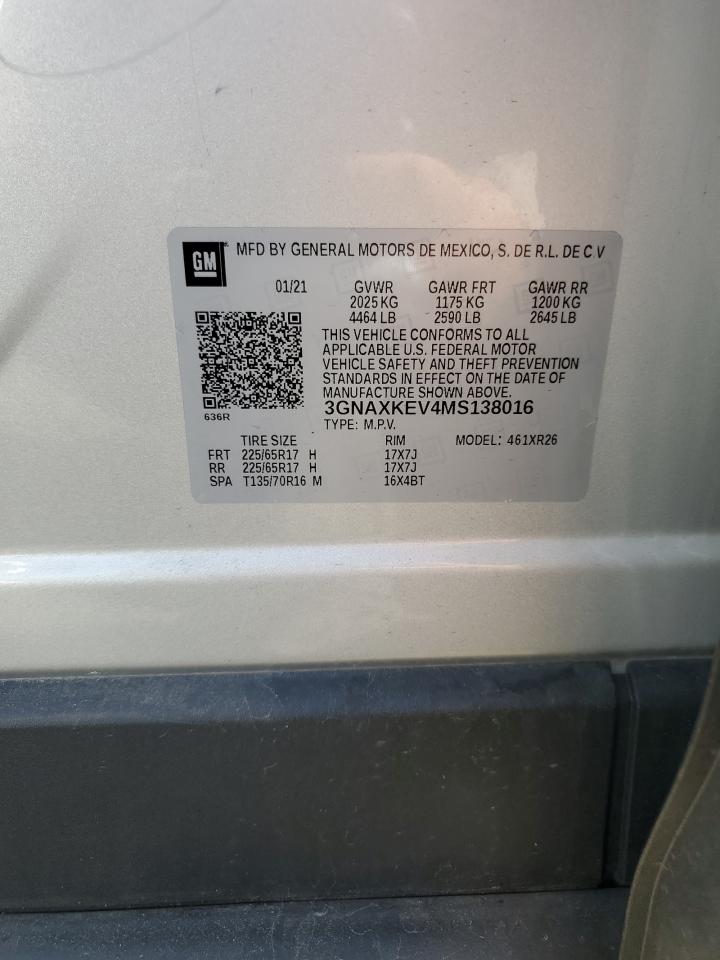 GM MFD BY GENERAL MOTORS DE MEXICO, S. DE R.L. DE C V
01/21 GVWR GAWR FRT GAWR RR
2025 KG 1175 KG 1200 KG
4464 LB 2590 LB 2645 LB
THIS VEHICLE CONFORMS TO ALL
APPLICABLE U.S. FEDERAL MOTOR
VEHICLE SAFETY AND THEFT PREVENTION
STANDARDS IN EFFECT ON THE DATE OF
MANUFACTURE SHOWN ABOVE.
3GNAXKEV4MS138016
636R
TYPE: M.P.V.
TIRE SIZE RIM MODEL: 461XR26
FRT 225/65R17 H 17X7J
RR 225/65R17 H 17X7J
SPA T135/70R16 M 16X4BT